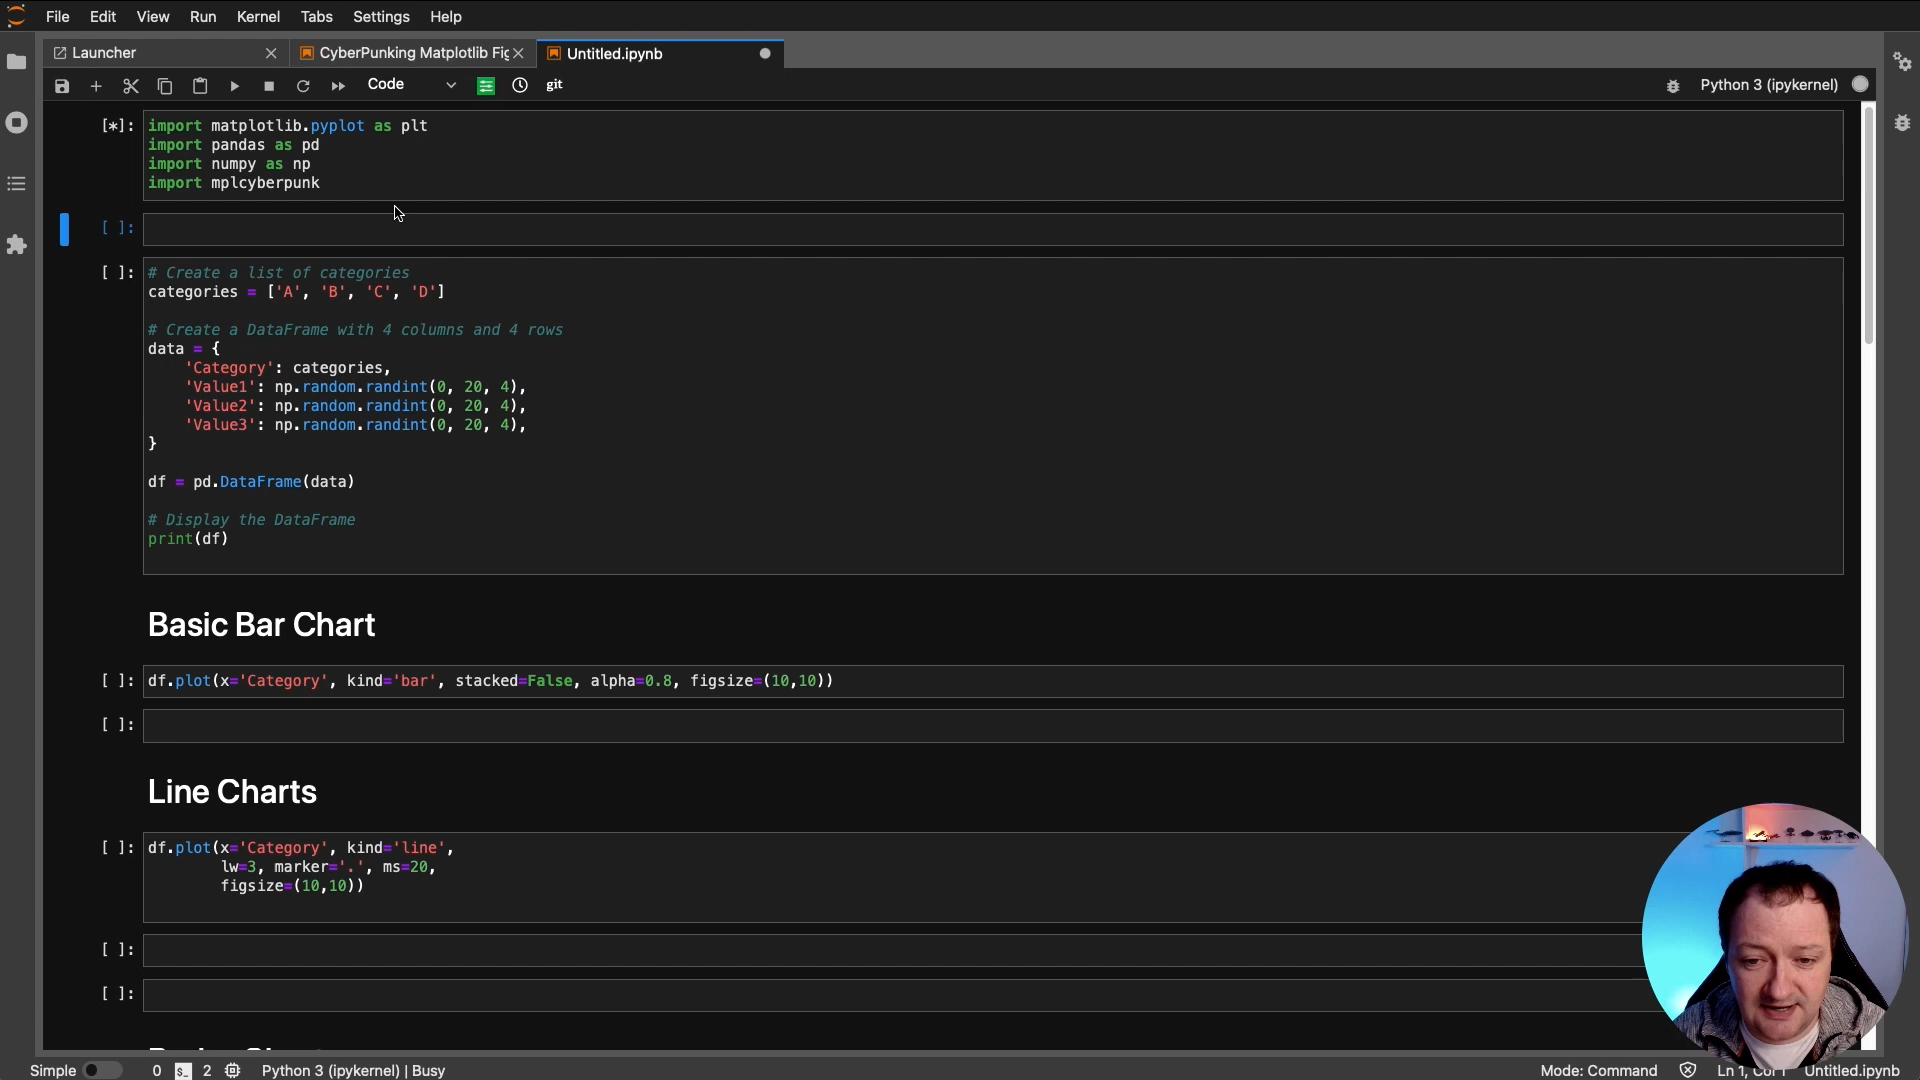 File Edit View Run Kernel Tabs Settings Help
Launcher
CyberPunking Matplotlib Fig
Untitled.ipynb
Code
git
Python 3 (ipykernel)
[*]: import matplotlib.pyplot as plt
import pandas as pd
import numpy as np
import mplcyberpunk
[ ]:
[ ]: # Create a list of categories
categories = ['A', 'B', 'C', 'D']
# Create a DataFrame with 4 columns and 4 rows
data = {
'Category': categories,
'Value1': np.random.randint(0, 20, 4),
'Value2': np.random.randint(0, 20, 4),
'Value3': np.random.randint(0, 20, 4),
}
df = pd.DataFrame(data)
# Display the DataFrame
print(df)
Basic Bar Chart
[ ]: df.plot(x='Category', kind='bar', stacked=False, alpha=0.8, figsize=(10,10))
[ ]:
Line Charts
[ ]: df.plot(x='Category', kind='line',
lw=3, marker='.', ms=20,
figsize=(10,10))
[ ]:
[ ]:
Simple 0 2 Python 3 (ipykernel) | Busy Mode: Command Ln 1, Untitled.ipynb